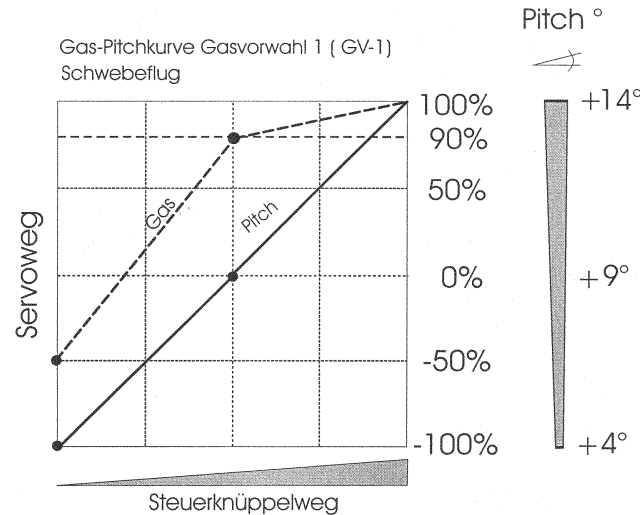 Pitch °
Gas-Pitchkurve Gasvorwahl 1 ( GV-1)
Schwebeflug
100%
+14°
90%
50%
Gas
Pitch
Servoweg
0%
+9°
-50%
-100%
+4°
Steuerknüppelweg